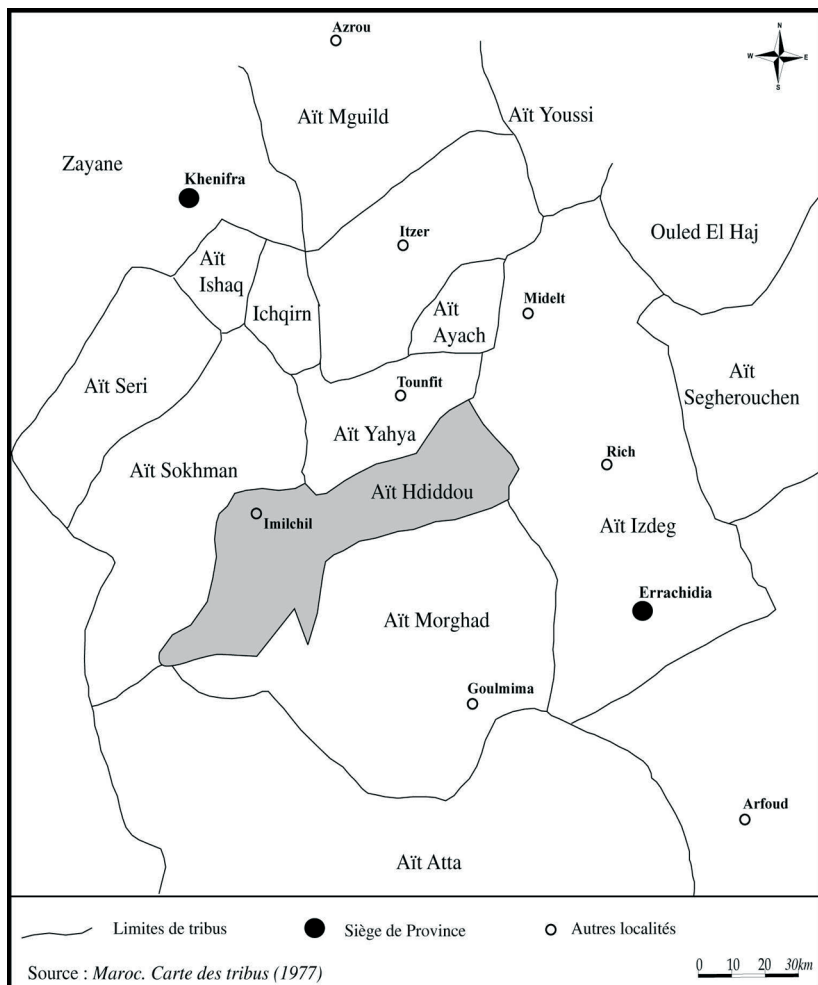 Azrou
N
W
E
S
Aït Mguild
Aït Youssi
Zayane
Khenifra
Itzer
Ouled El Haj
Aït
Ishaq
Ichqirn
Aït
Ayach
Midelt
Aït Seri
Tounfit
Aït
Segherouchen
Aït Yahya
Aït Sokhman
Rich
Aït Hdiddou
Imilchil
Aït Izdeg
Errachidia
Aït Morghad
Goulmima
Arfoud
Aït Atta
Limites de tribus
Siège de Province
Autres localités
Source : Maroc. Carte des tribus (1977)
0 10 20 30km